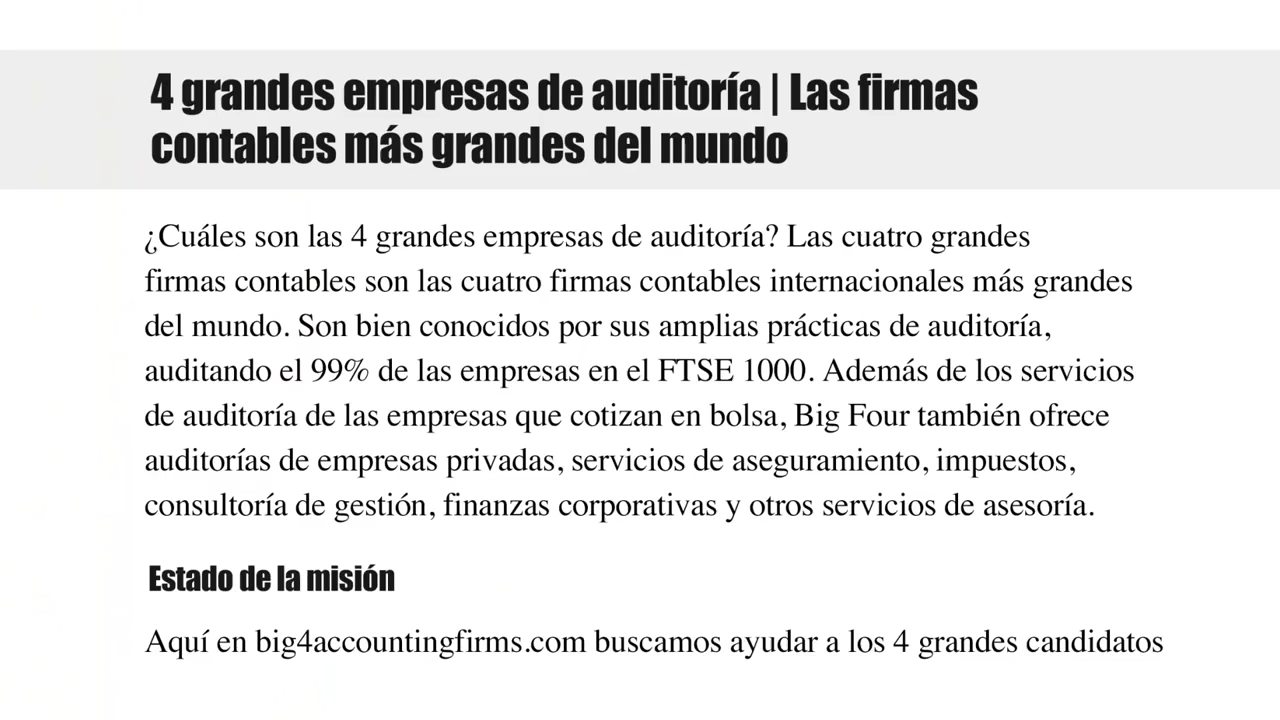 4 grandes empresas de auditoría | Las firmas
contables más grandes del mundo
¿Cuáles son las 4 grandes empresas de auditoría? Las cuatro grandes
firmas contables son las cuatro firmas contables internacionales más grandes
del mundo. Son bien conocidos por sus amplias prácticas de auditoría,
auditando el 99% de las empresas en el FTSE 1000. Además de los servicios
de auditoría de las empresas que cotizan en bolsa, Big Four también ofrece
auditorías de empresas privadas, servicios de aseguramiento, impuestos,
consultoría de gestión, finanzas corporativas y otros servicios de asesoría.
Estado de la misión
Aquí en big4accountingfirms.com buscamos ayudar a los 4 grandes candidatos